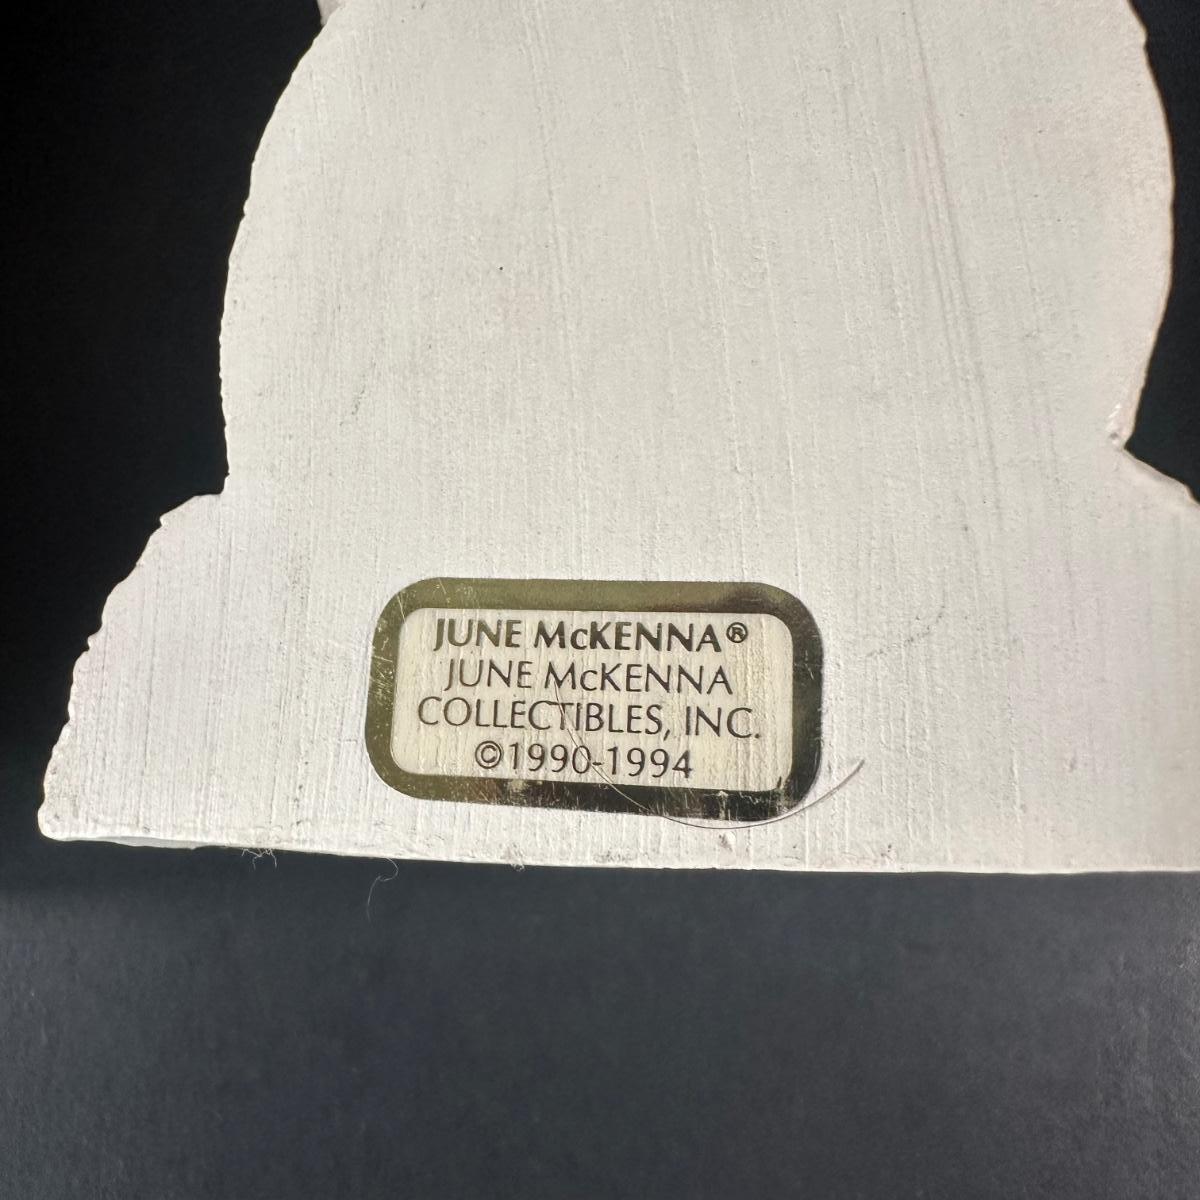 JUNE McKENNA®
JUNE McKENNA
COLLECTIBLES, INC.
©1990-1994